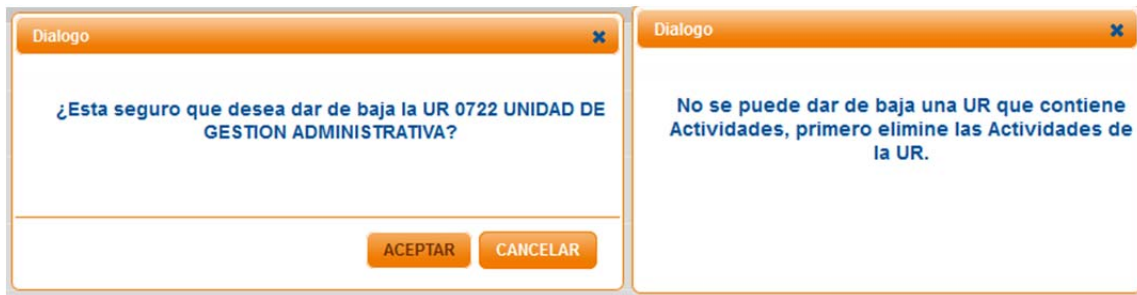 Dialogo
¿Esta seguro que desea dar de baja la UR 0722 UNIDAD DE
GESTION ADMINISTRATIVA?
ACEPTAR
CANCELAR
Dialogo
No se puede dar de baja una UR que contiene
Actividades, primero elimine las Actividades de
la UR.